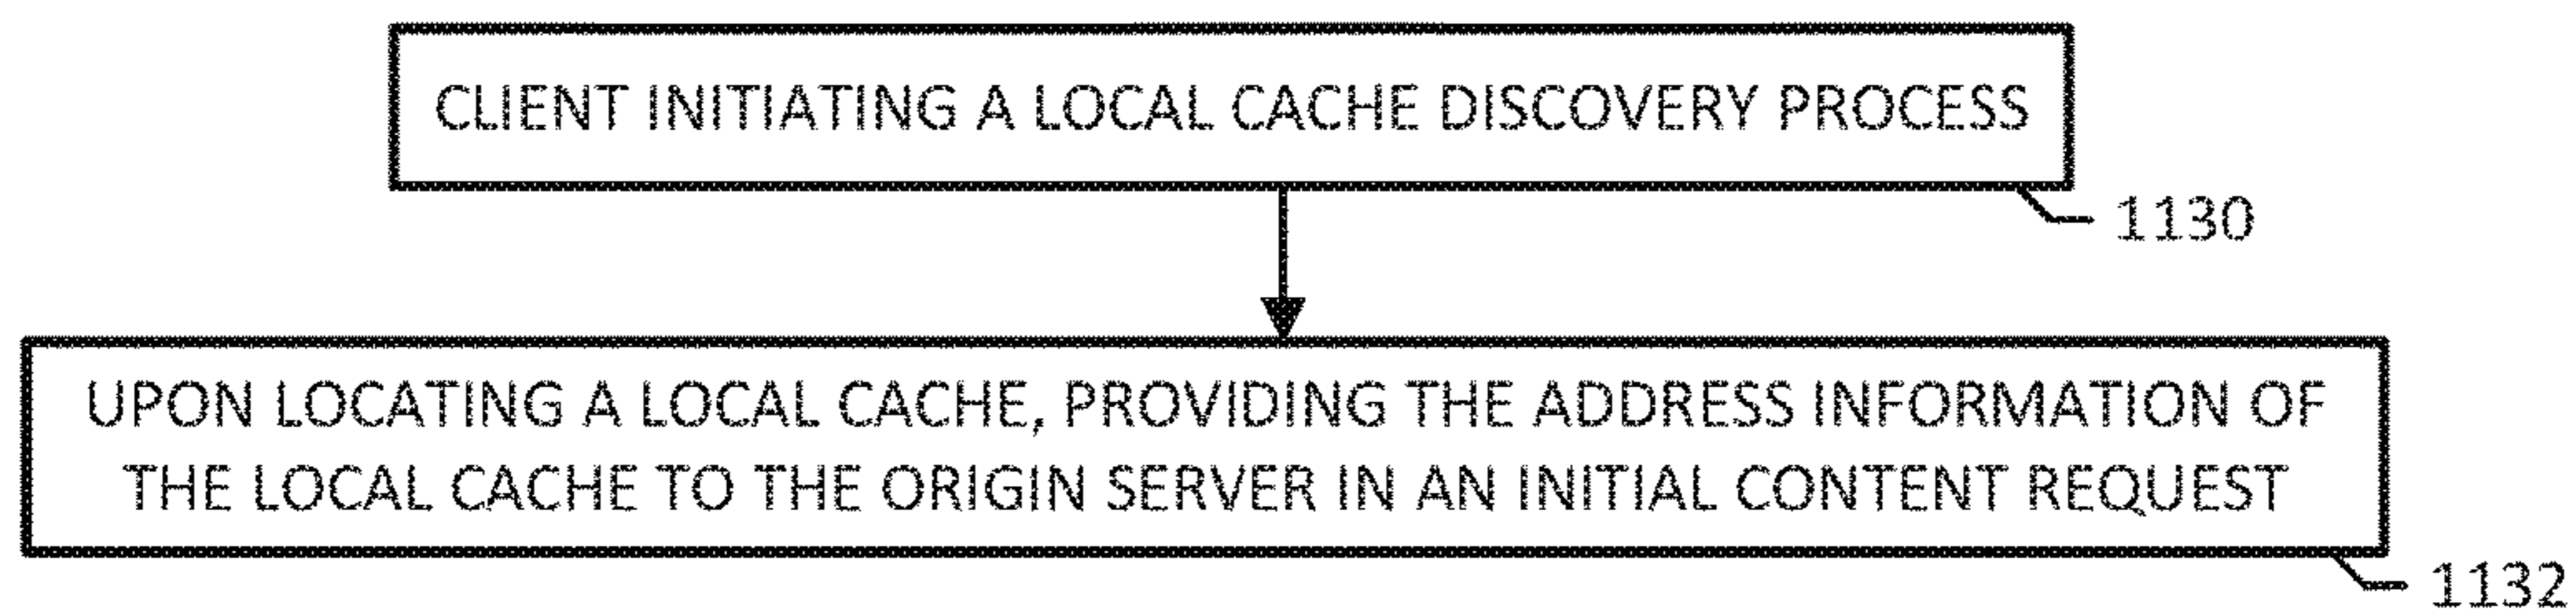 CLIENT INITIATING A LOCAL CACHE DISCOVERY PROCESS
1130
UPON LOCATING A LOCAL CACHE, PROVIDING THE ADDRESS INFORMATION OF
THE LOCAL CACHE TO THE ORIGIN SERVER IN AN INITIAL CONTENT REQUEST
1132